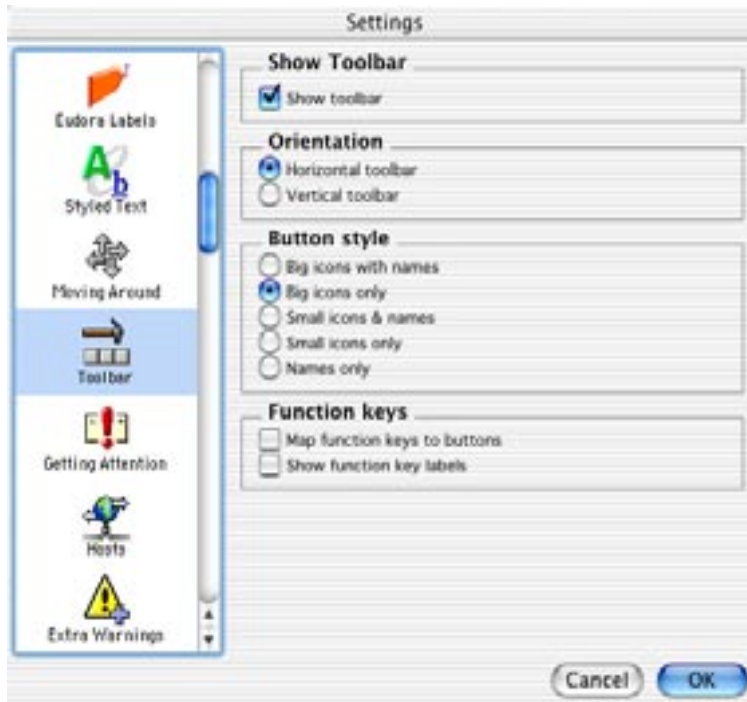 Settings
Eudora Labels
Styled Text
Moving Around
Toolbar
Getting Attention
Hosts
Extra Warnings
Show Toolbar
Show toolbar
Orientation
Horizontal toolbar
Vertical toolbar
Button style
Big icons with names
Big icons only
Small icons & names
Small icons only
Names only
Function keys
Map function keys to buttons
Show function key labels
Cancel
OK